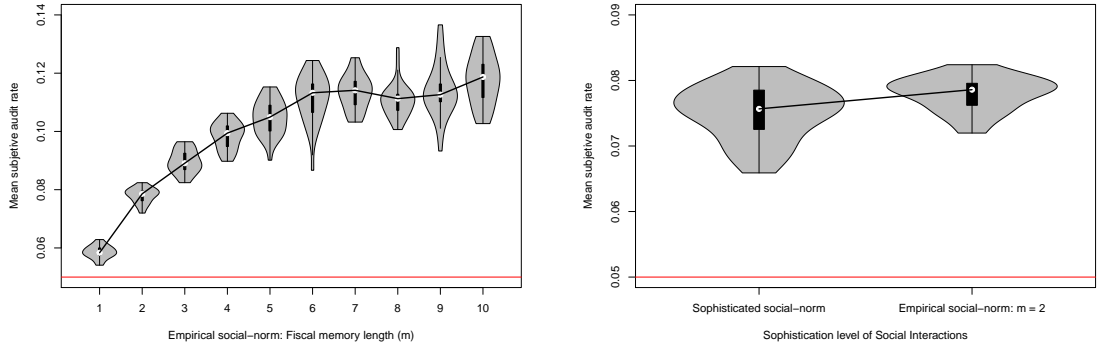 0.14
0.12
0.10
0.08
0.06
Mean subjetive audit rate
1 2 3 4 5 6 7 8 9 10
Empirical social−norm: Fiscal memory length (m)
0.09
0.08
0.07
0.06
0.05
Mean subjetive audit rate
Sophisticated social−norm Empirical social−norm: m = 2
Sophistication level of Social Interactions